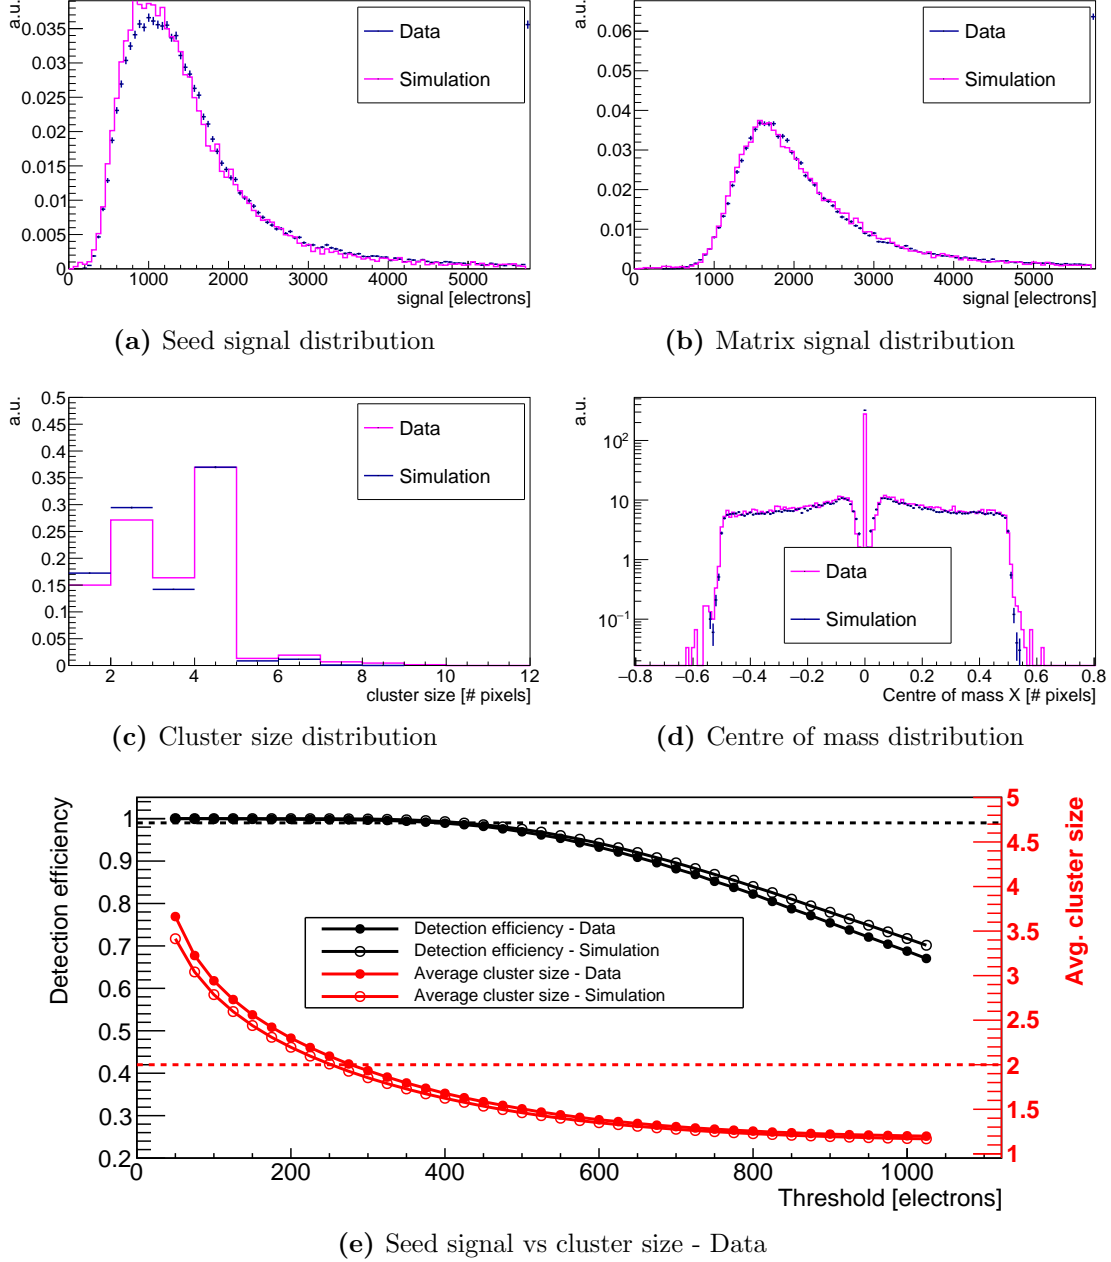 a.u.
0.035
0.03
0.025
0.02
0.015
0.01
0.005
0
0 1000 2000 3000 4000 5000
signal [electrons]
Data
Simulation
(a) Seed signal distribution
a.u.
0.06
0.05
0.04
0.03
0.02
0.01
0
0 1000 2000 3000 4000 5000
signal [electrons]
Data
Simulation
(b) Matrix signal distribution
a.u.
0.5
0.45
0.4
0.35
0.3
0.25
0.2
0.15
0.1
0.05
0
2 4 6 8 10 12
cluster size [# pixels]
Data
Simulation
(c) Cluster size distribution
a.u.
10²
10
1
10⁻¹
−0.8 −0.6 −0.4 −0.2 0 0.2 0.4 0.6 0.8
Centre of mass X [# pixels]
Data
Simulation
(d) Centre of mass distribution
Detection efficiency
1
0.9
0.8
0.7
0.6
0.5
0.4
0.3
0.2
0 200 400 600 800 1000
Threshold [electrons]
Detection efficiency - Data
Detection efficiency - Simulation
Average cluster size - Data
Average cluster size - Simulation
5
4.5
4
3.5
3
2.5
2
1.5
1
Avg. cluster size
(e) Seed signal vs cluster size - Data